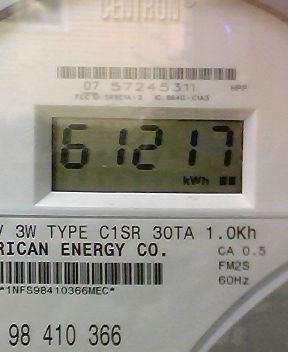 CENTRON
07 57245311 HPP
61217
kWh
V 3W TYPE C1SR 30TA 1.0Kh
RICAN ENERGY CO. CA 0.5
FM2S
*1NFS98410366MEC* 60Hz
98 410 366